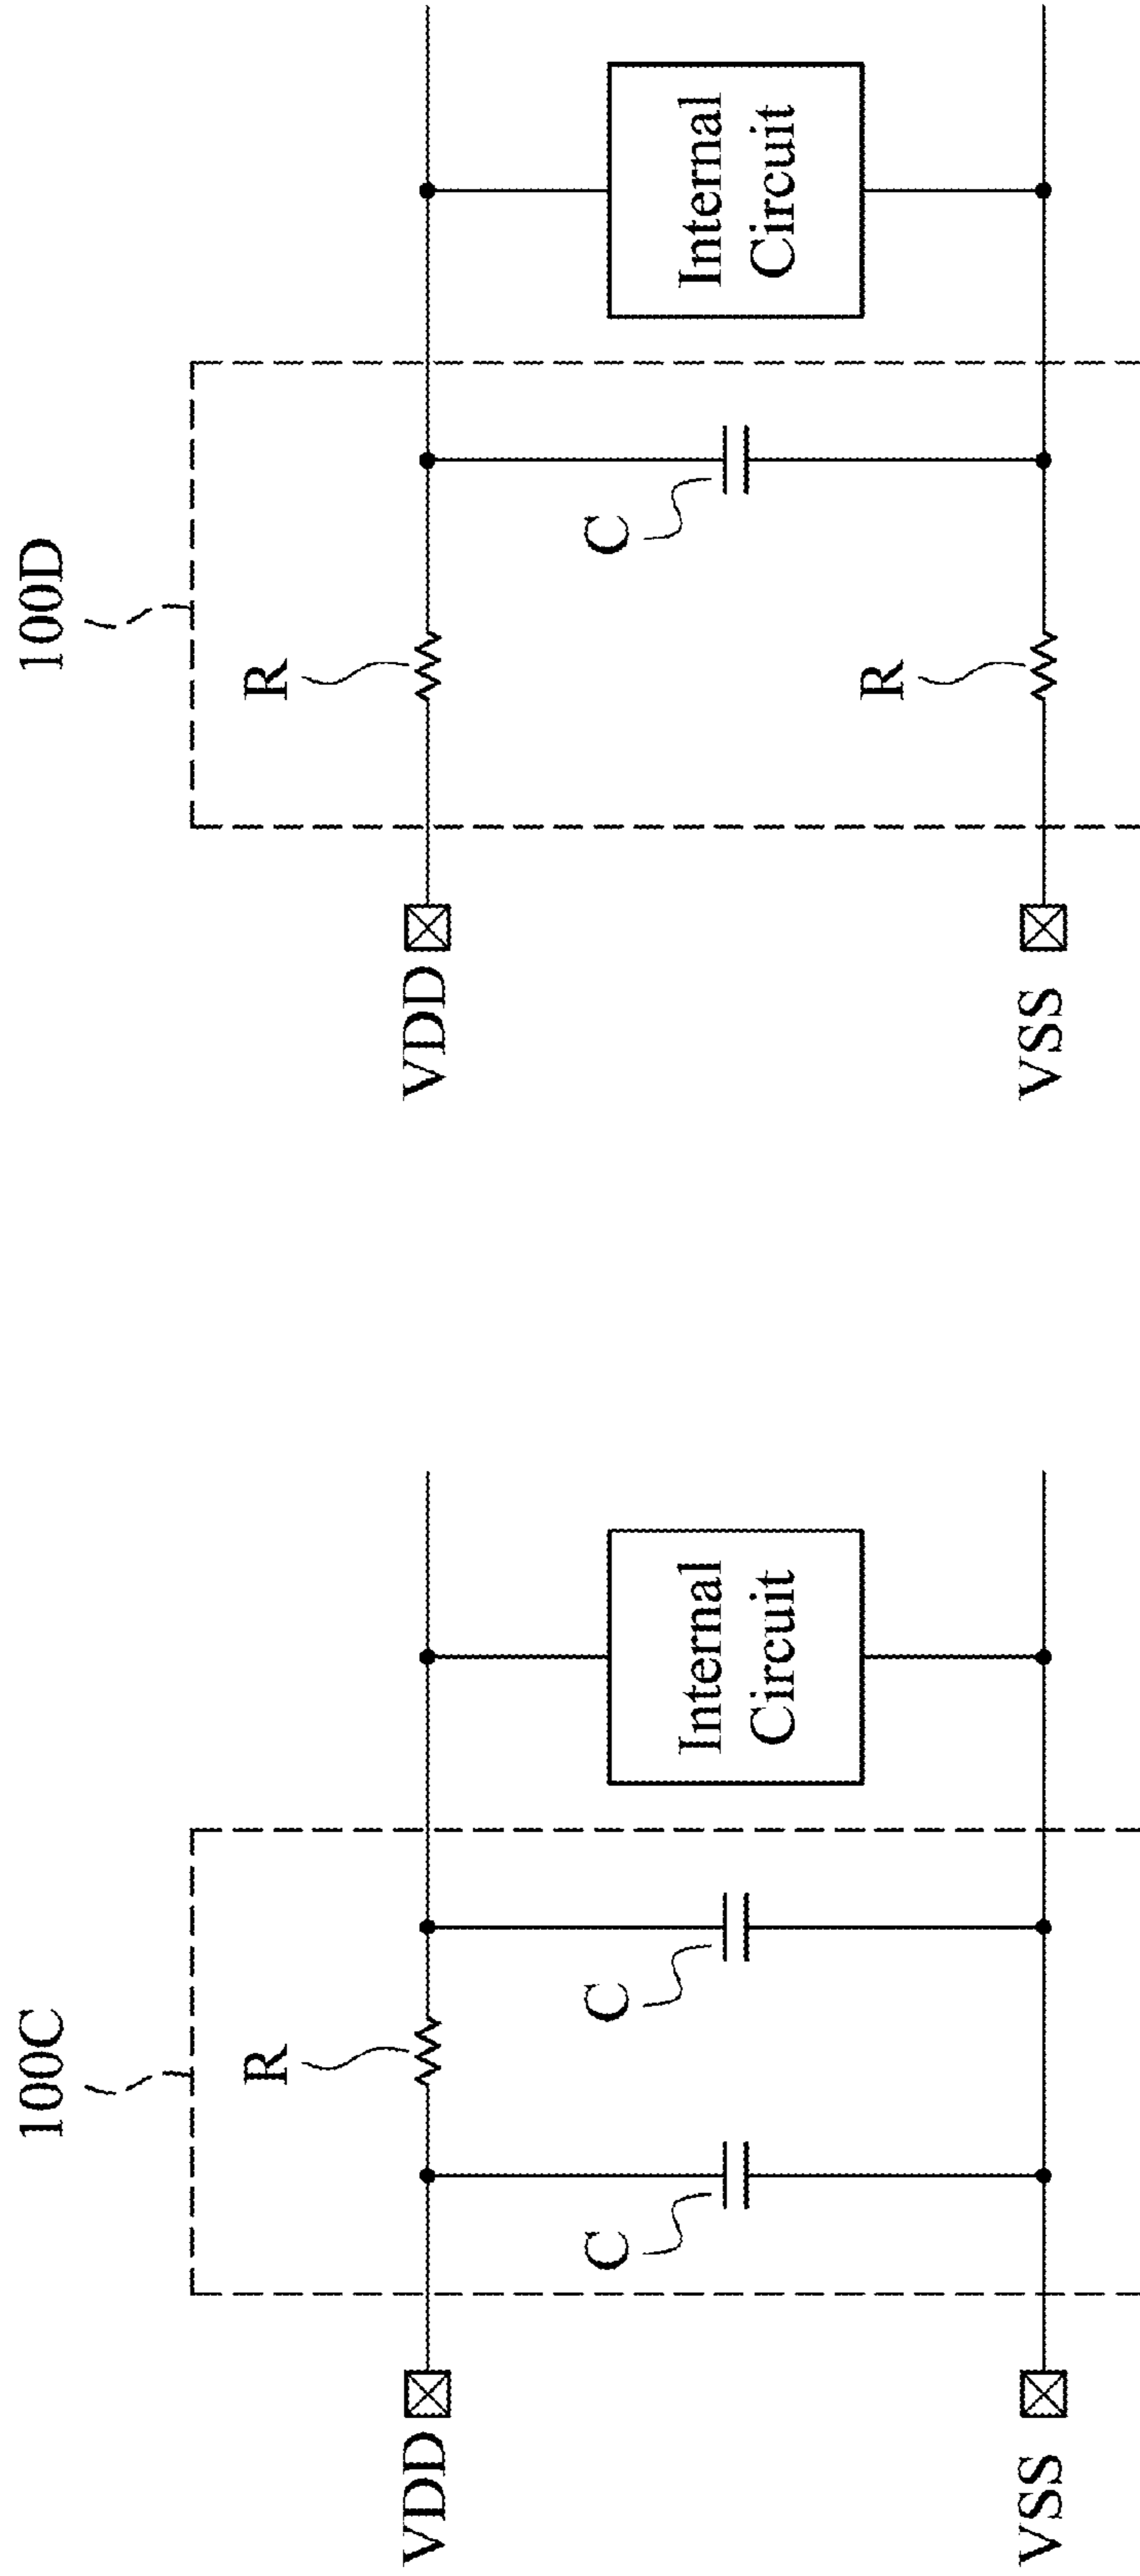 100C
R
VDD
C
C
Internal
Circuit
VSS
100D
R
VDD
C
Internal
Circuit
R
VSS